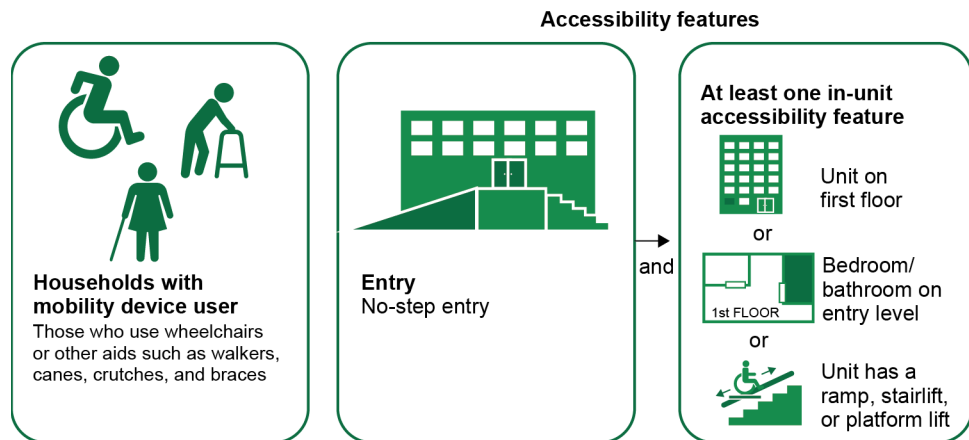 Accessibility features
Households with
mobility device user
Those who use wheelchairs
or other aids such as walkers,
canes, crutches, and braces
Entry
No-step entry
and
At least one in-unit
accessibility feature
Unit on
first floor
or
1st FLOOR
Bedroom/
bathroom on
entry level
or
Unit has a
ramp, stairlift,
or platform lift